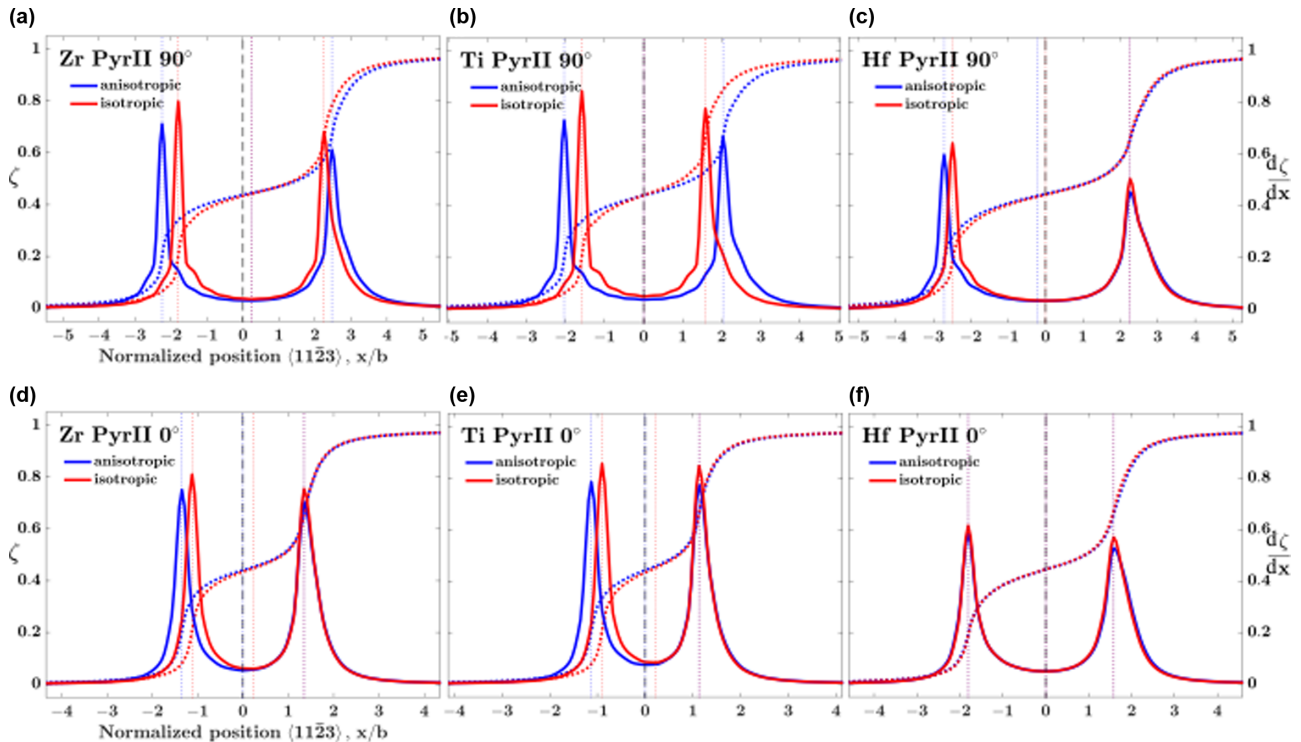 (a)
(b)
(c)
Zr PyrII 90°
anisotropic
isotropic
Ti PyrII 90°
anisotropic
isotropic
Hf PyrII 90°
anisotropic
isotropic
1
0.8
0.6
0.4
0.2
0
ζ
1
0.8
0.6
0.4
0.2
0
dζ
dx
−5 −4 −3 −2 −1 0 1 2 3 4 5
−5 −4 −3 −2 −1 0 1 2 3 4 5
−5 −4 −3 −2 −1 0 1 2 3 4 5
Normalized position ⟨112̄3⟩, x/b
(d)
(e)
(f)
Zr PyrII 0°
anisotropic
isotropic
Ti PyrII 0°
anisotropic
isotropic
Hf PyrII 0°
anisotropic
isotropic
1
0.8
0.6
0.4
0.2
0
ζ
1
0.8
0.6
0.4
0.2
0
dζ
dx
−4 −3 −2 −1 0 1 2 3 4
−4 −3 −2 −1 0 1 2 3 4
−4 −3 −2 −1 0 1 2 3 4
Normalized position ⟨112̄3⟩, x/b